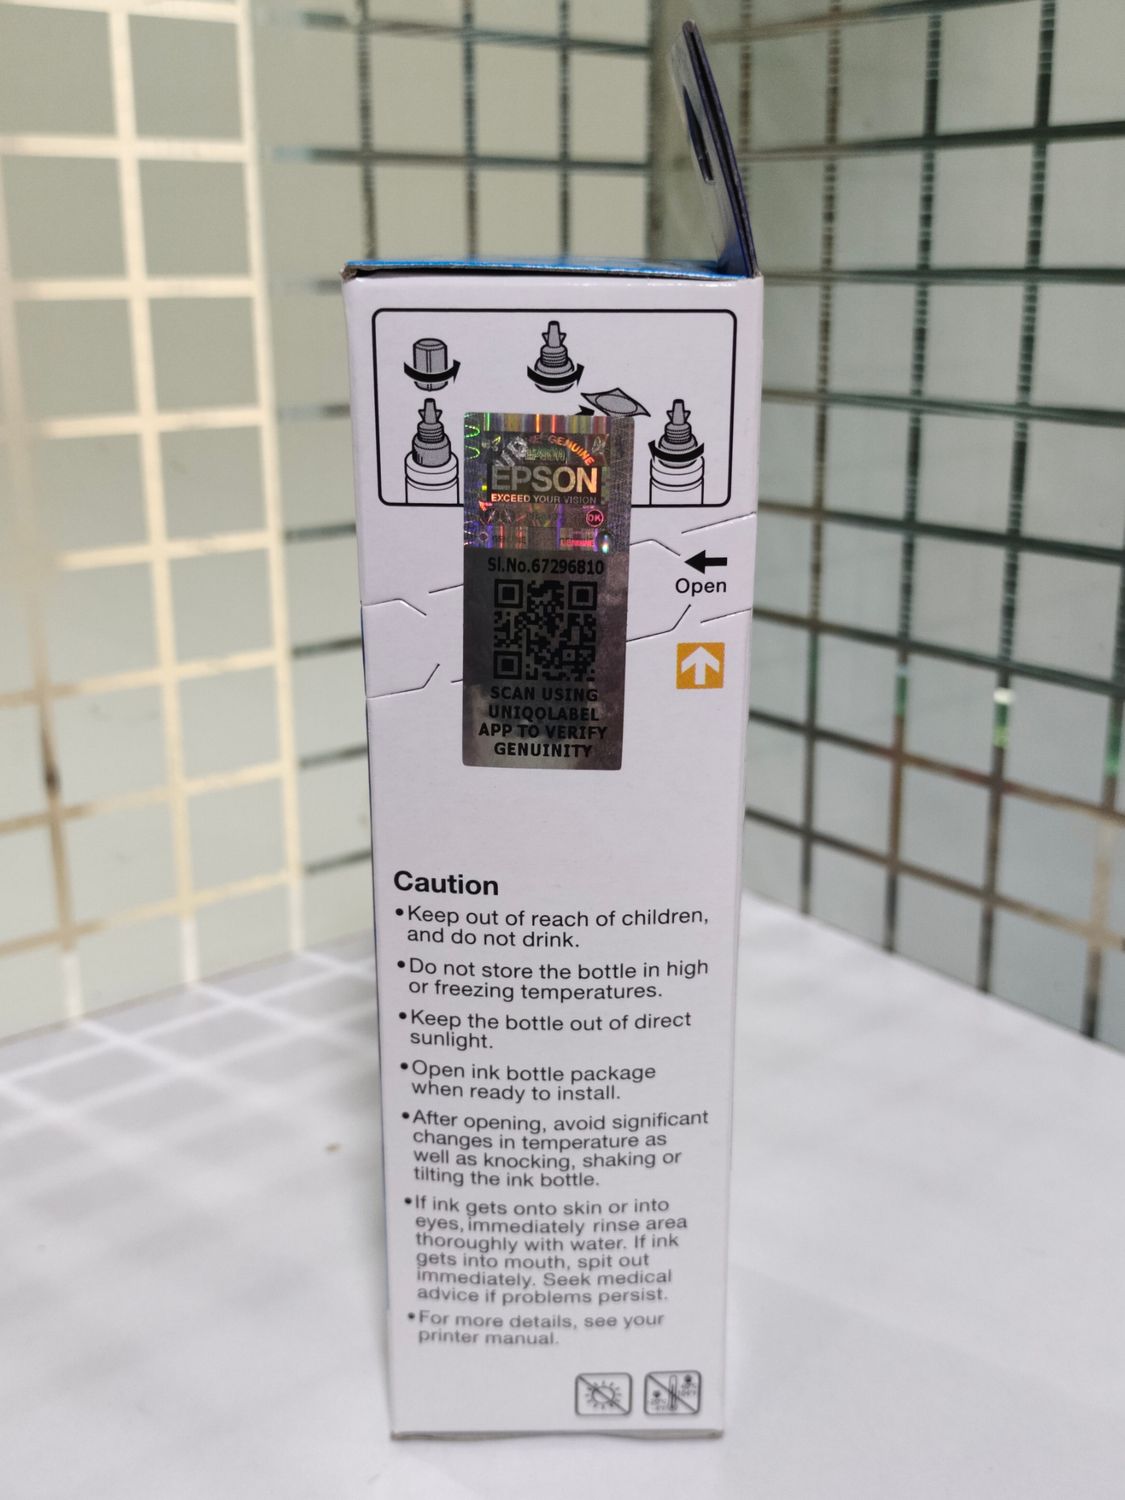 GENUINE
EPSON
EXCEED YOUR VISION
OK
Sl.No.67296810
SCAN USING
UNIQOLABEL
APP TO VERIFY
GENUINITY
Open
Caution
•Keep out of reach of children,
and do not drink.
•Do not store the bottle in high
or freezing temperatures.
•Keep the bottle out of direct
sunlight.
•Open ink bottle package
when ready to install.
•After opening, avoid significant
changes in temperature as
well as knocking, shaking or
tilting the ink bottle.
•If ink gets onto skin or into
eyes, immediately rinse area
thoroughly with water. If ink
gets into mouth, spit out
immediately. Seek medical
advice if problems persist.
•For more details, see your
printer manual.